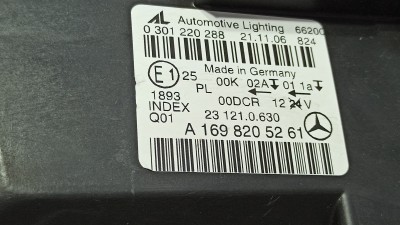 AL Automotive Lighting 6620C
0 301 220 288 21.11.06 824
Made in Germany
E1 25 00K 02A 01 1a
1893 PL
INDEX 00DCR 12 24 V
Q01 23 121.0.630
A 169 820 52 61